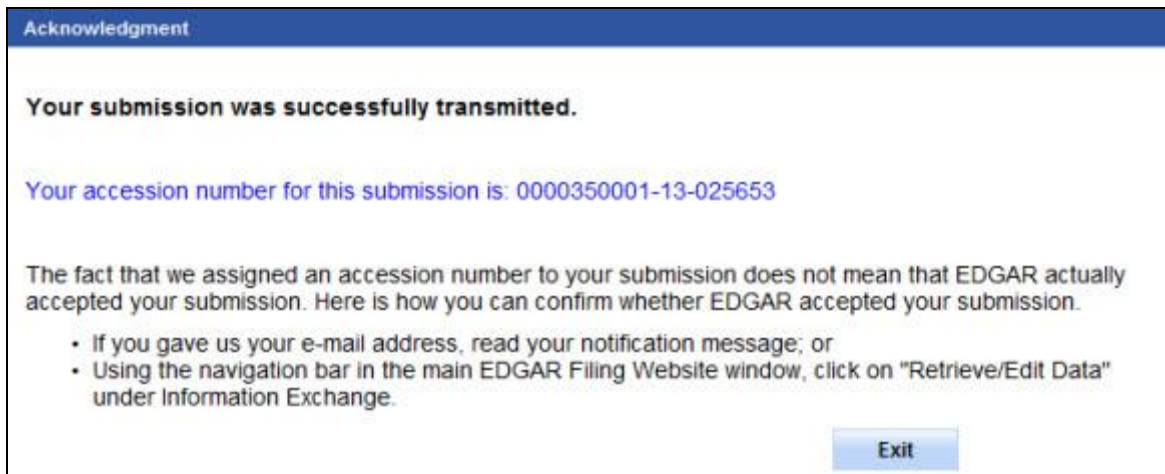 Acknowledgment
Your submission was successfully transmitted.
Your accession number for this submission is: 0000350001-13-025653
The fact that we assigned an accession number to your submission does not mean that EDGAR actually
accepted your submission. Here is how you can confirm whether EDGAR accepted your submission.
• If you gave us your e-mail address, read your notification message; or
• Using the navigation bar in the main EDGAR Filing Website window, click on "Retrieve/Edit Data"
under Information Exchange.
Exit